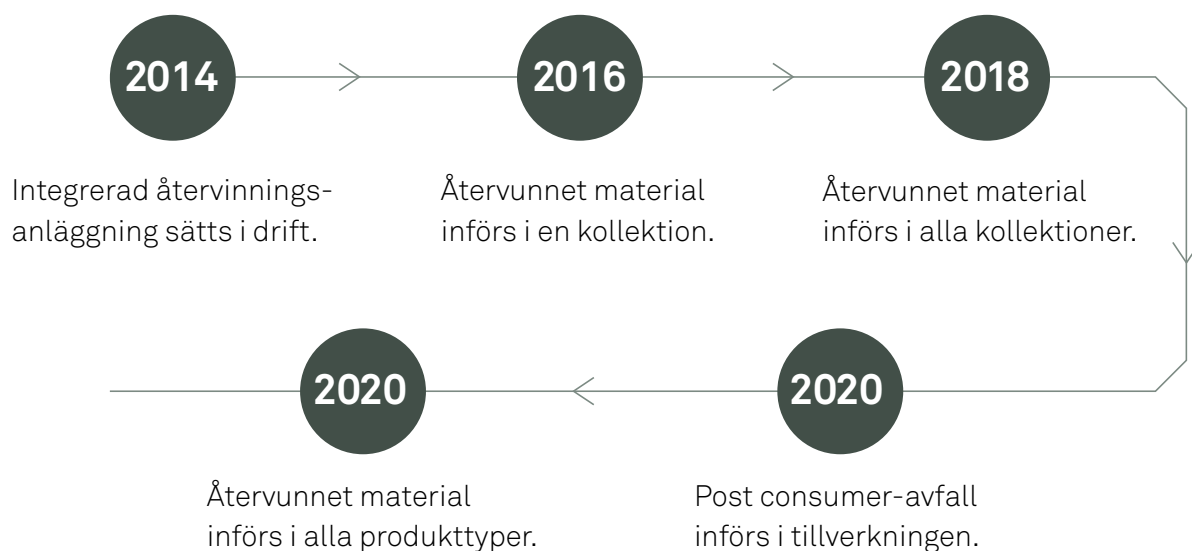 2014
Integrerad återvinnings-
anläggning sätts i drift.
2016
Återvunnet material
införs i en kollektion.
2018
Återvunnet material
införs i alla kollektioner.
2020
Post consumer-avfall
införs i tillverkningen.
2020
Återvunnet material
införs i alla produkttyper.